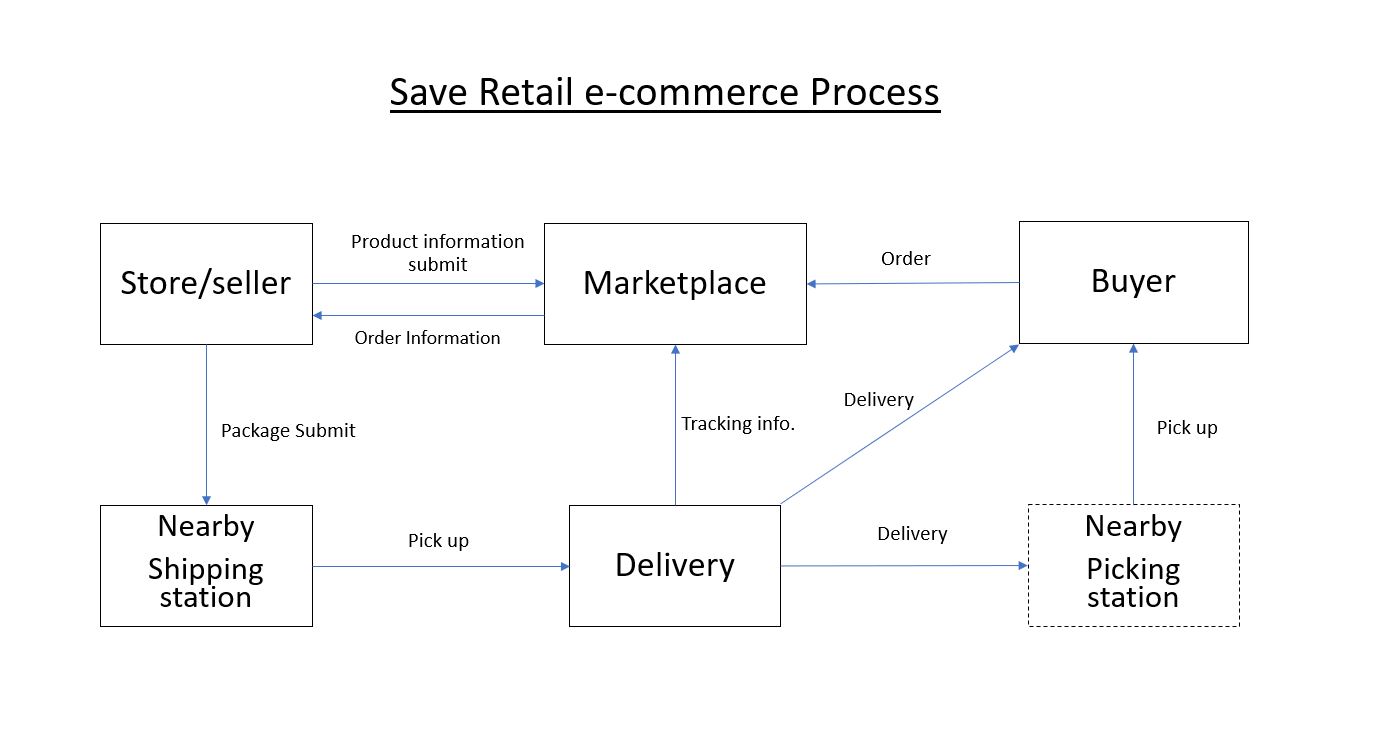 Save Retail e-commerce Process
Store/seller
Product information
submit
Marketplace
Order
Buyer
Order Information
Package Submit
Tracking info.
Delivery
Pick up
Nearby
Shipping
station
Pick up
Delivery
Delivery
Nearby
Picking
station